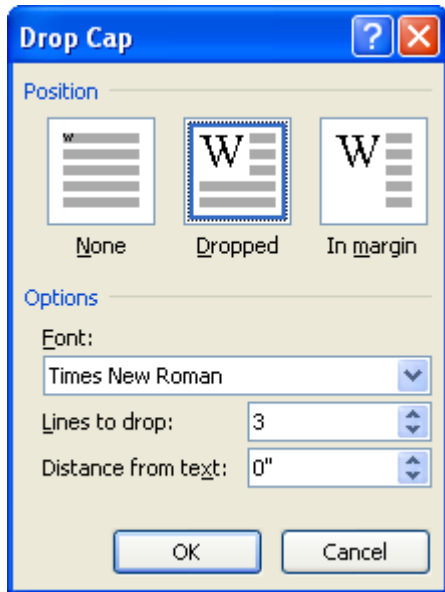 Drop Cap
?
Position
W
W
W
None
Dropped
In margin
Options
Font:
Times New Roman
Lines to drop:
3
Distance from text:
0"
OK
Cancel